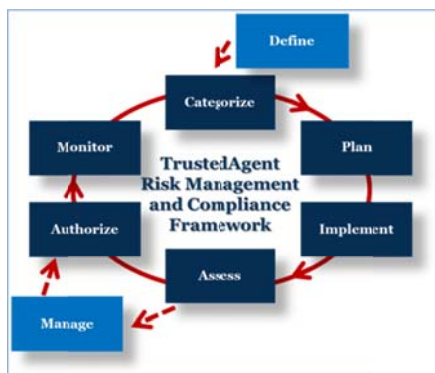 Define
Categorize
Monitor
Plan
TrustedAgent
Risk Management
and Compliance
Framework
Authorize
Implement
Assess
Manage